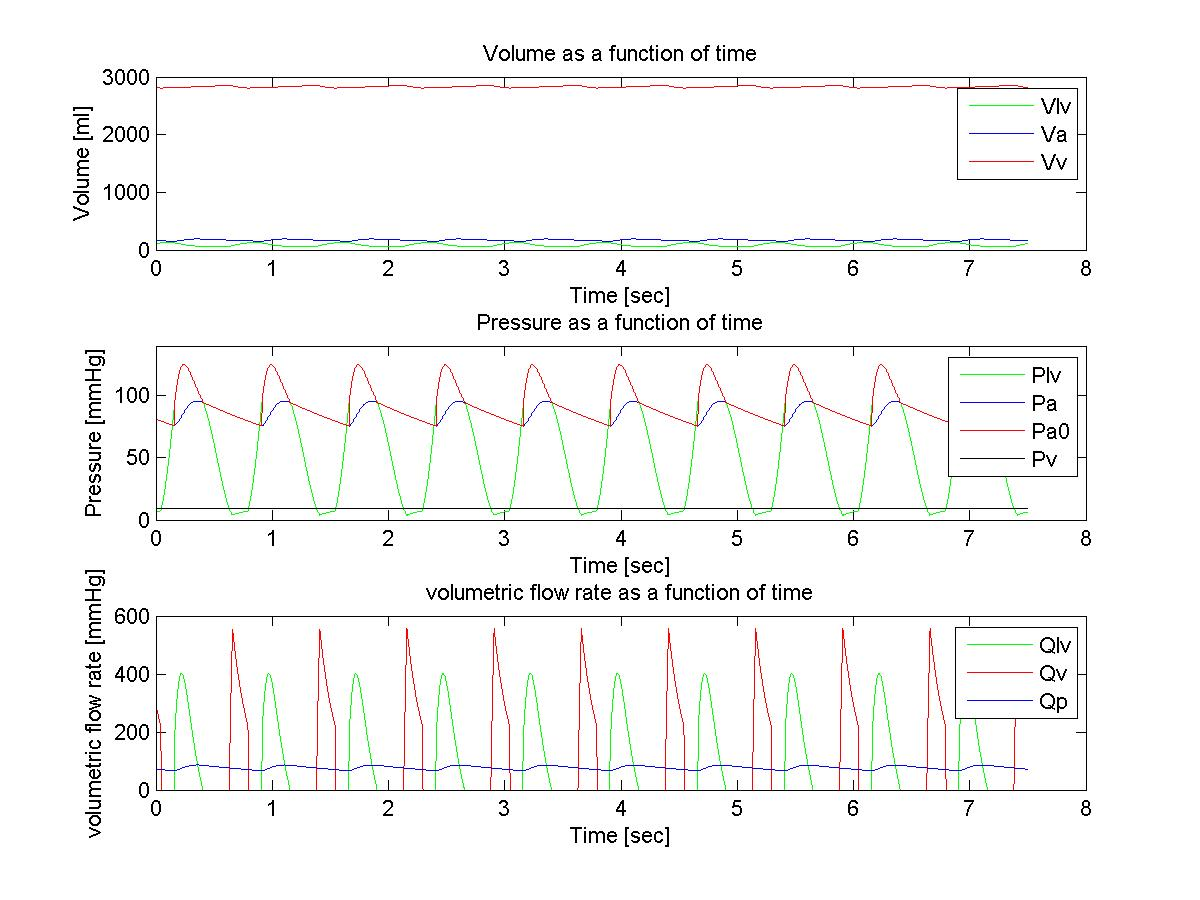 Volume as a function of time
3000
2000
1000
0
Volume [ml]
Vlv
Va
Vv
0 1 2 3 4 5 6 7 8
Time [sec]
Pressure as a function of time
100
50
0
Pressure [mmHg]
Plv
Pa
Pa0
Pv
0 1 2 3 4 5 6 7 8
Time [sec]
volumetric flow rate as a function of time
600
400
200
0
volumetric flow rate [mmHg]
Qlv
Qv
Qp
0 1 2 3 4 5 6 7 8
Time [sec]